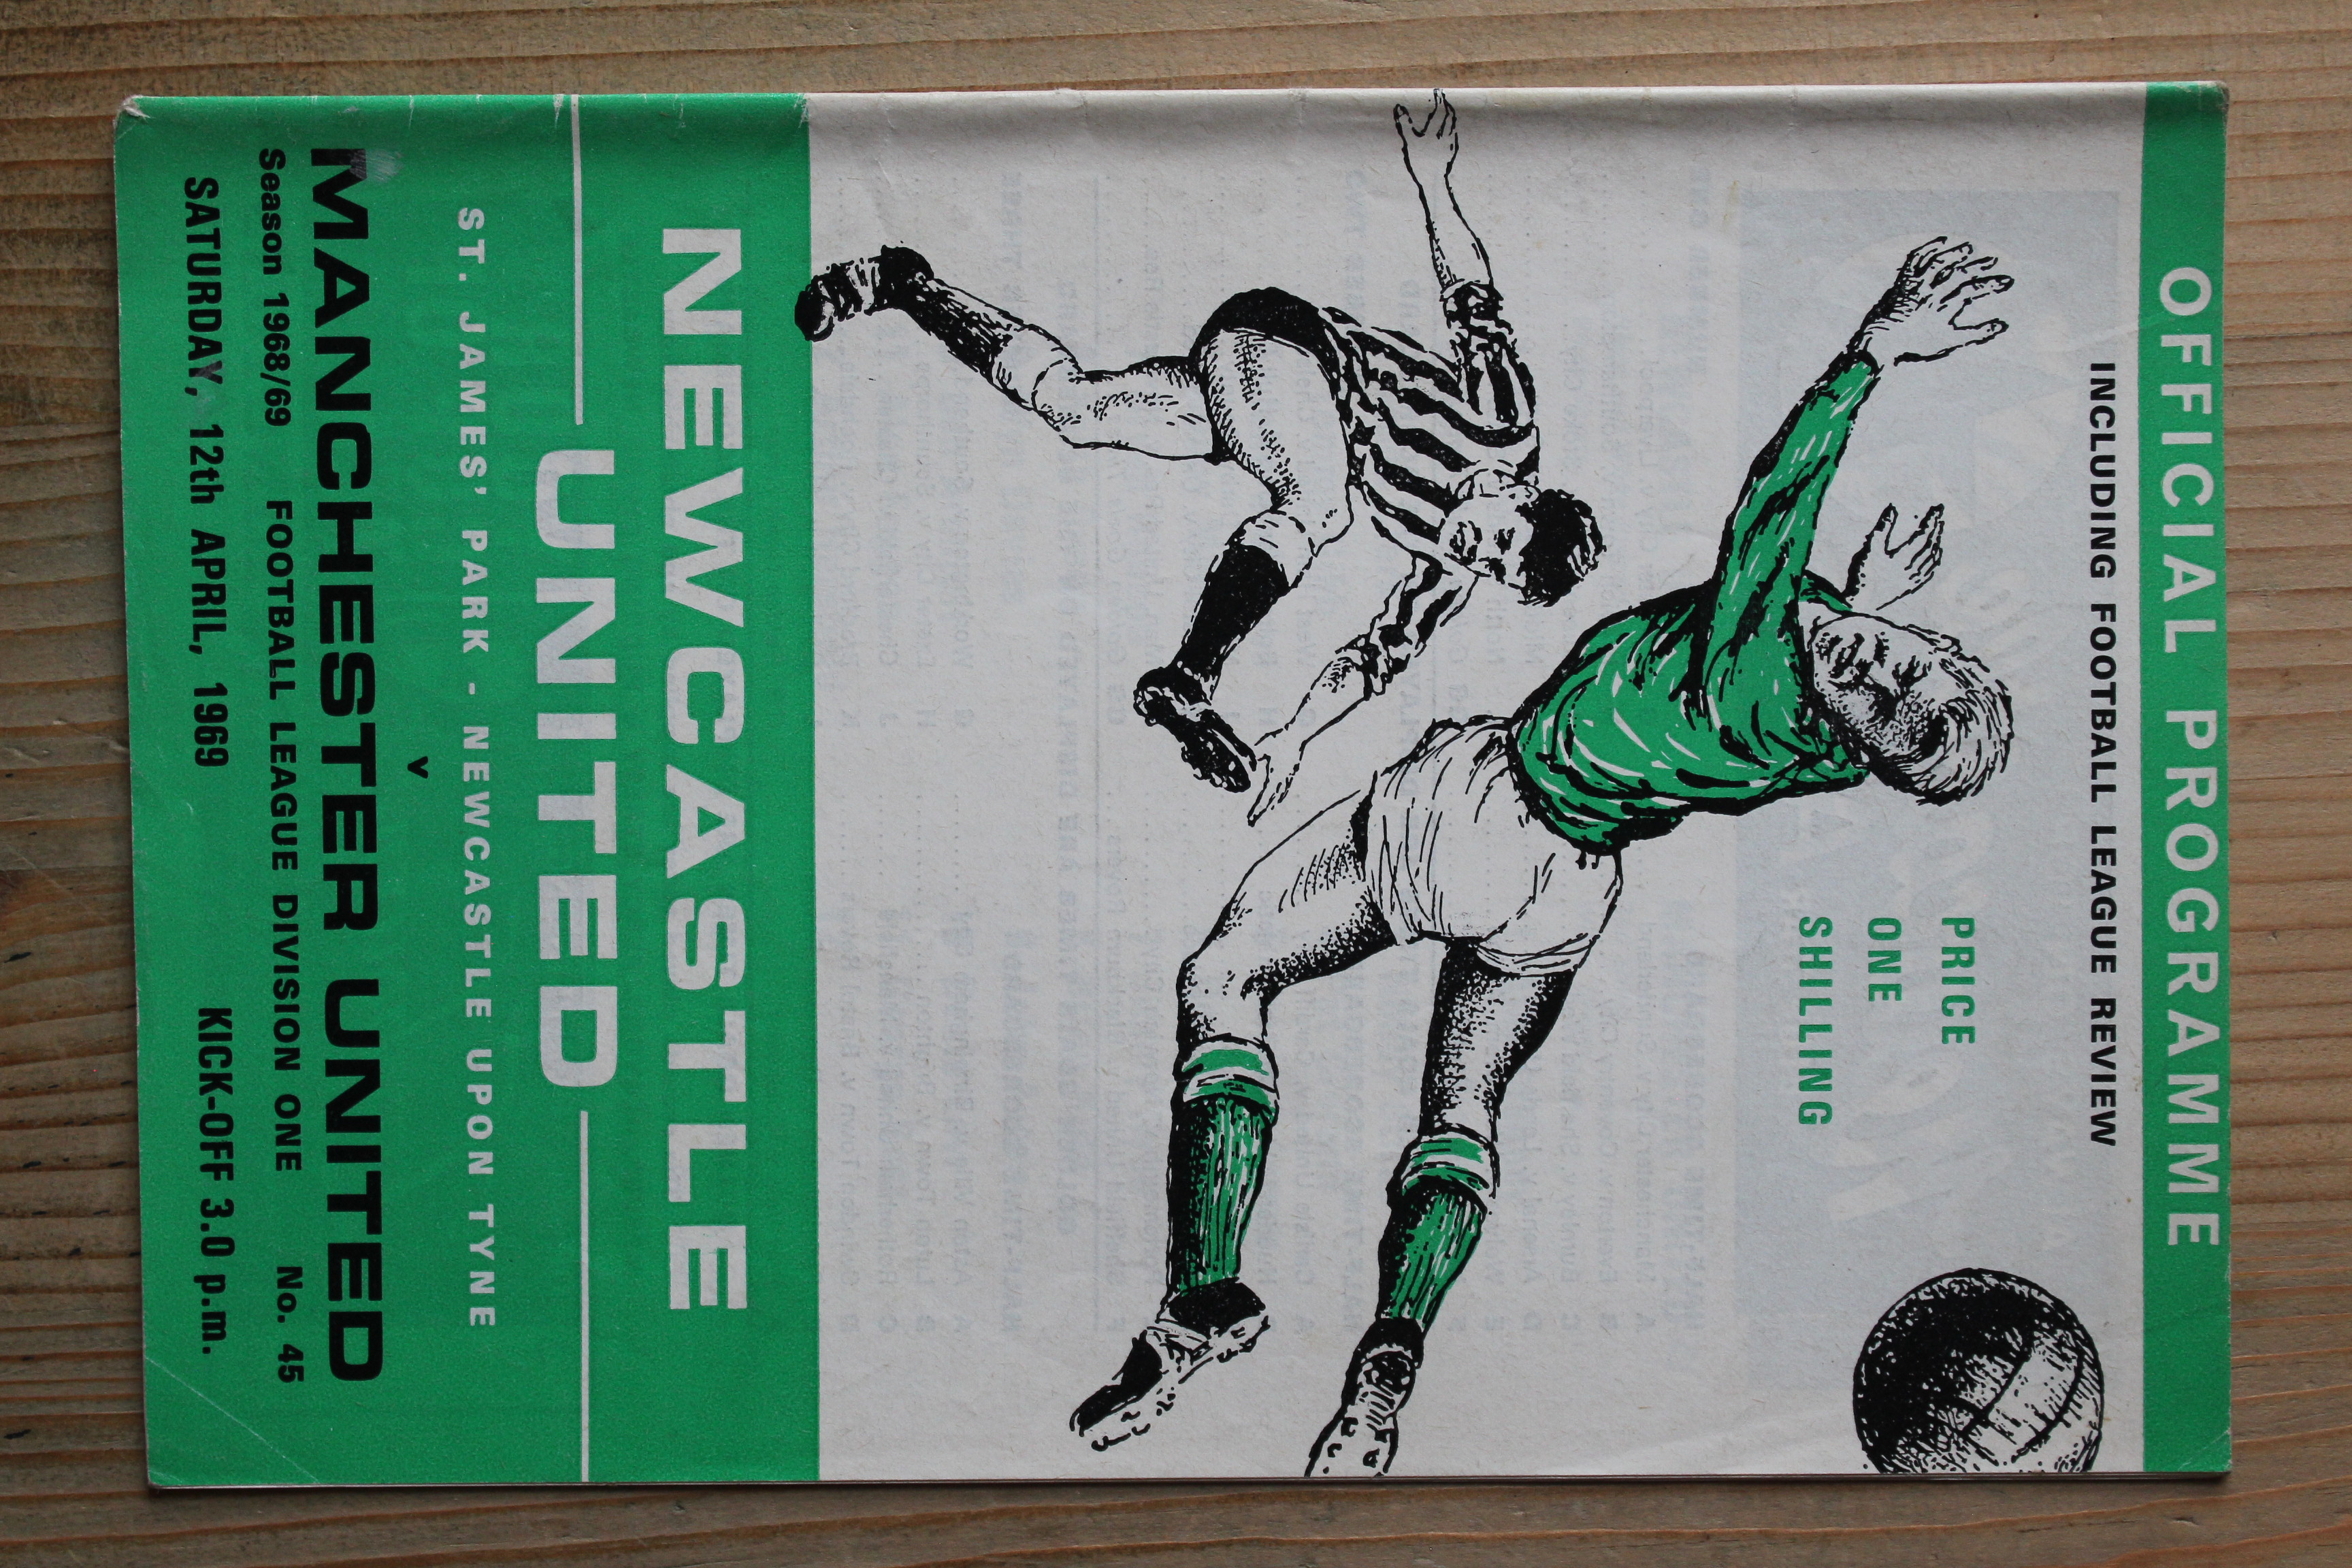 OFFICIAL PROGRAMME
INCLUDING FOOTBALL LEAGUE REVIEW
PRICE
ONE
SHILLING
NEWCASTLE
UNITED
ST. JAMES' PARK - NEWCASTLE UPON TYNE
v
MANCHESTER UNITED
Season 1968/69 FOOTBALL LEAGUE DIVISION ONE No. 45
SATURDAY, 12th APRIL, 1969 KICK-OFF 3.0 p.m.